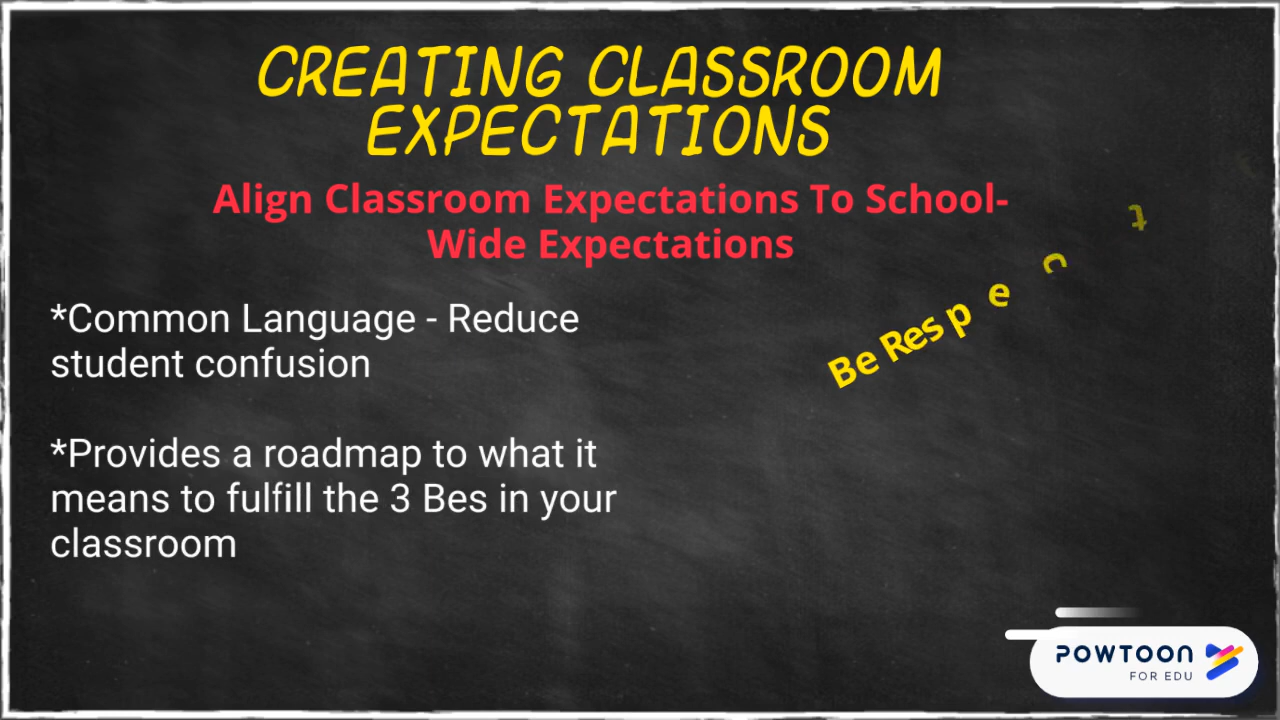 CREATING CLASSROOM
EXPECTATIONS
Align Classroom Expectations To School-
Wide Expectations
*Common Language - Reduce
student confusion
*Provides a roadmap to what it
means to fulfill the 3 Bes in your
classroom
Be Respect
POWTOON
FOR EDU